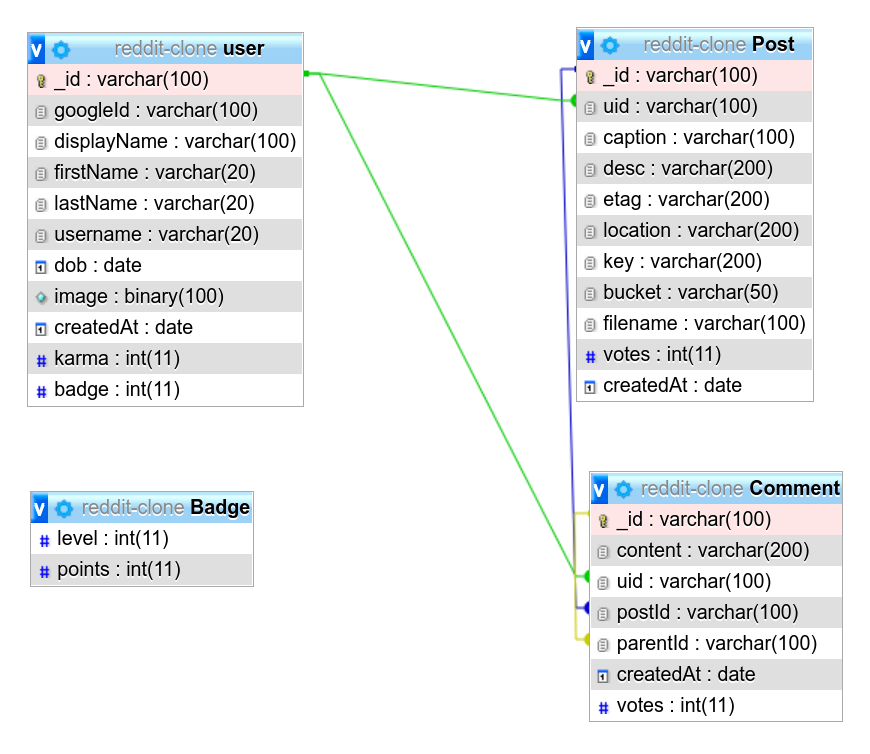 v reddit-clone user
_id : varchar(100)
googleId : varchar(100)
displayName : varchar(100)
firstName : varchar(20)
lastName : varchar(20)
username : varchar(20)
1 dob : date
image : binary(100)
1 createdAt : date
# karma : int(11)
# badge : int(11)
v reddit-clone Post
_id : varchar(100)
uid : varchar(100)
caption : varchar(100)
desc : varchar(200)
etag : varchar(200)
location : varchar(200)
key : varchar(200)
bucket : varchar(50)
filename : varchar(100)
# votes : int(11)
1 createdAt : date
v reddit-clone Badge
# level : int(11)
# points : int(11)
v reddit-clone Comment
_id : varchar(100)
content : varchar(200)
uid : varchar(100)
postId : varchar(100)
parentId : varchar(100)
1 createdAt : date
# votes : int(11)